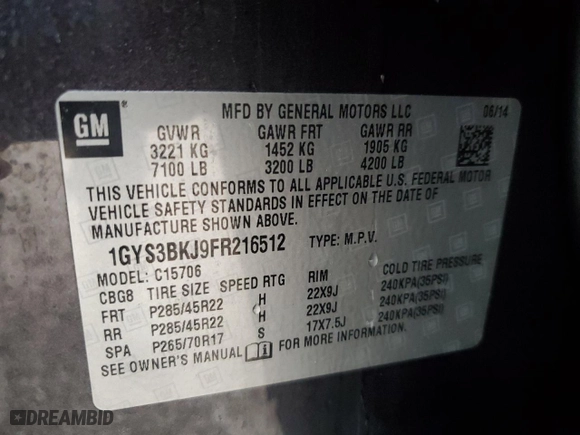 GM ®
MFD BY GENERAL MOTORS LLC 06/14
GVWR GAWR FRT GAWR RR
3221 KG 1452 KG 1905 KG
7100 LB 3200 LB 4200 LB
THIS VEHICLE CONFORMS TO ALL APPLICABLE U.S. FEDERAL MOTOR
VEHICLE SAFETY STANDARDS IN EFFECT ON THE DATE OF
MANUFACTURE SHOWN ABOVE.
1GYS3BKJ9FR216512 TYPE: M.P.V.
MODEL: C15706
CBG8 TIRE SIZE SPEED RTG RIM COLD TIRE PRESSURE
FRT P285/45R22 H 22X9J 240KPA(35PSI)
RR P285/45R22 H 22X9J 240KPA(35PSI)
SPA P265/70R17 S 17X7.5J 240KPA(35PSI)
SEE OWNER'S MANUAL FOR MORE INFORMATION.
DREAMBID